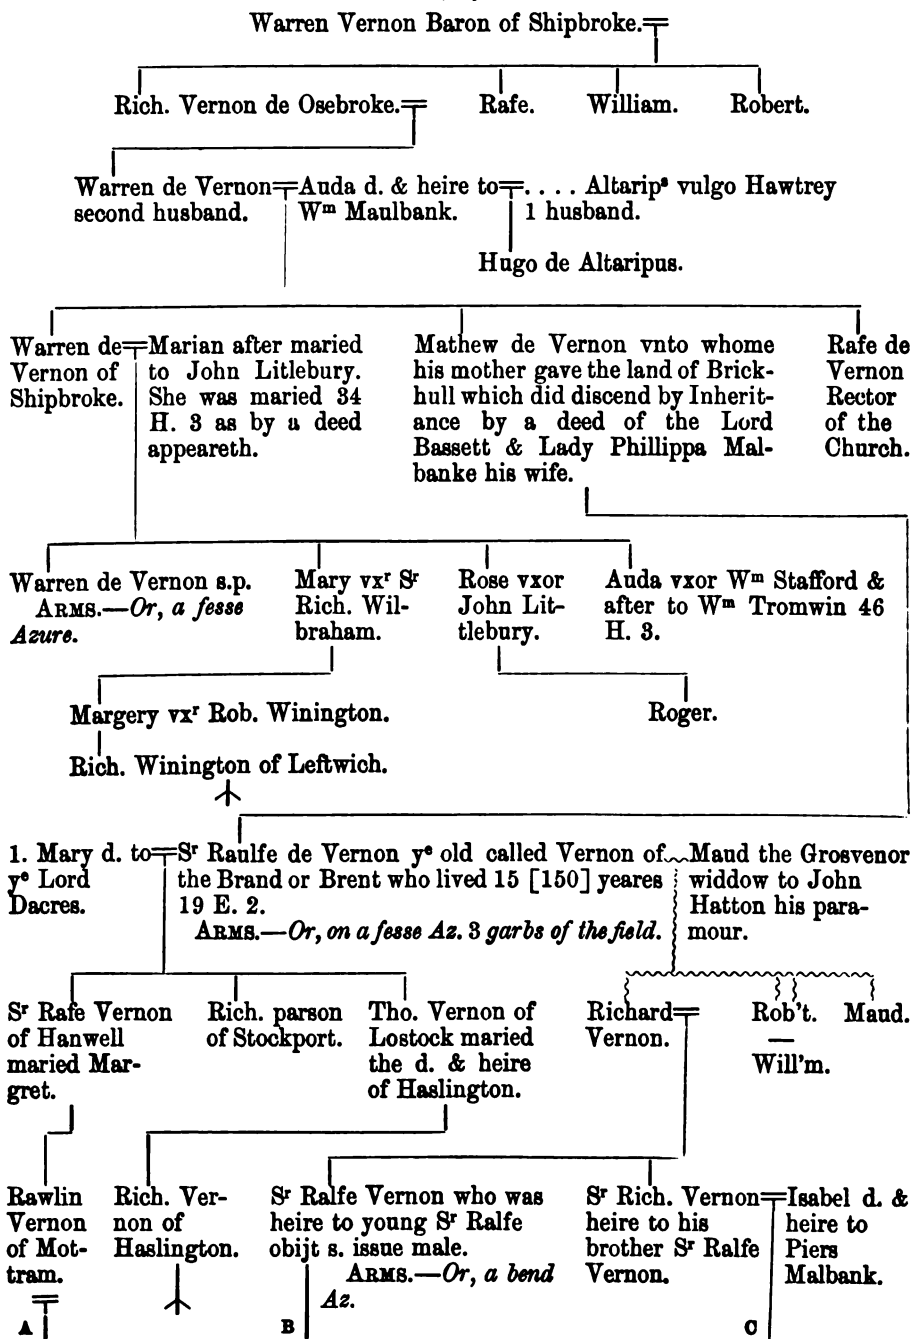 Warren Vernon Baron of Shipbroke.
Rich. Vernon de Osebroke.
Rafe.
William.
Robert.
Warren de Vernon
second husband.
Auda d. & heire to
Wᵐ Maulbank.
. . . . Altaripˢ vulgo Hawtrey
1 husband.
Hugo de Altaripus.
Warren de
Vernon of
Shipbroke.
Marian after maried
to John Litlebury.
She was maried 34
H. 3 as by a deed
appeareth.
Mathew de Vernon vnto whome
his mother gave the land of Brick-
hull which did discend by Inherit-
ance by a deed of the Lord
Bassett & Lady Phillippa Mal-
banke his wife.
Rafe de
Vernon
Rector
of the
Church.
Warren de Vernon s.p.
ARMS.—Or, a fesse
Azure.
Mary vxʳ Sʳ
Rich. Wil-
braham.
Rose vxor
John Lit-
tlebury.
Auda vxor Wᵐ Stafford &
after to Wᵐ Tromwin 46
H. 3.
Margery vxʳ Rob. Winington.
Roger.
Rich. Winington of Leftwich.
1. Mary d. to
yᵉ Lord
Dacres.
Sʳ Raulfe de Vernon yᵉ old called Vernon of
the Brand or Brent who lived 15 [150] yeares
19 E. 2.
ARMS.—Or, on a fesse Az. 3 garbs of the field.
Maud the Grosvenor
widdow to John
Hatton his para-
mour.
Sʳ Rafe Vernon
of Hanwell
maried Mar-
gret.
Rich. parson
of Stockport.
Tho. Vernon of
Lostock maried
the d. & heire
of Haslington.
Richard
Vernon.
Rob't.
—
Will'm.
Maud.
Rawlin
Vernon
of Mot-
tram.
Rich. Ver-
non of
Haslington.
Sʳ Ralfe Vernon who was
heire to young Sʳ Ralfe
obijt s. issue male.
ARMS.—Or, a bend
Az.
Sʳ Rich. Vernon
heire to his
brother Sʳ Ralfe
Vernon.
Isabel d. &
heire to
Piers
Malbank.
A
B
C